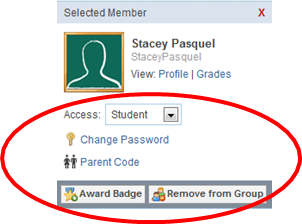 Selected Member X
Stacey Pasquel
StaceyPasquel
View: Profile | Grades
Access: Student
Change Password
Parent Code
Award Badge Remove from Group